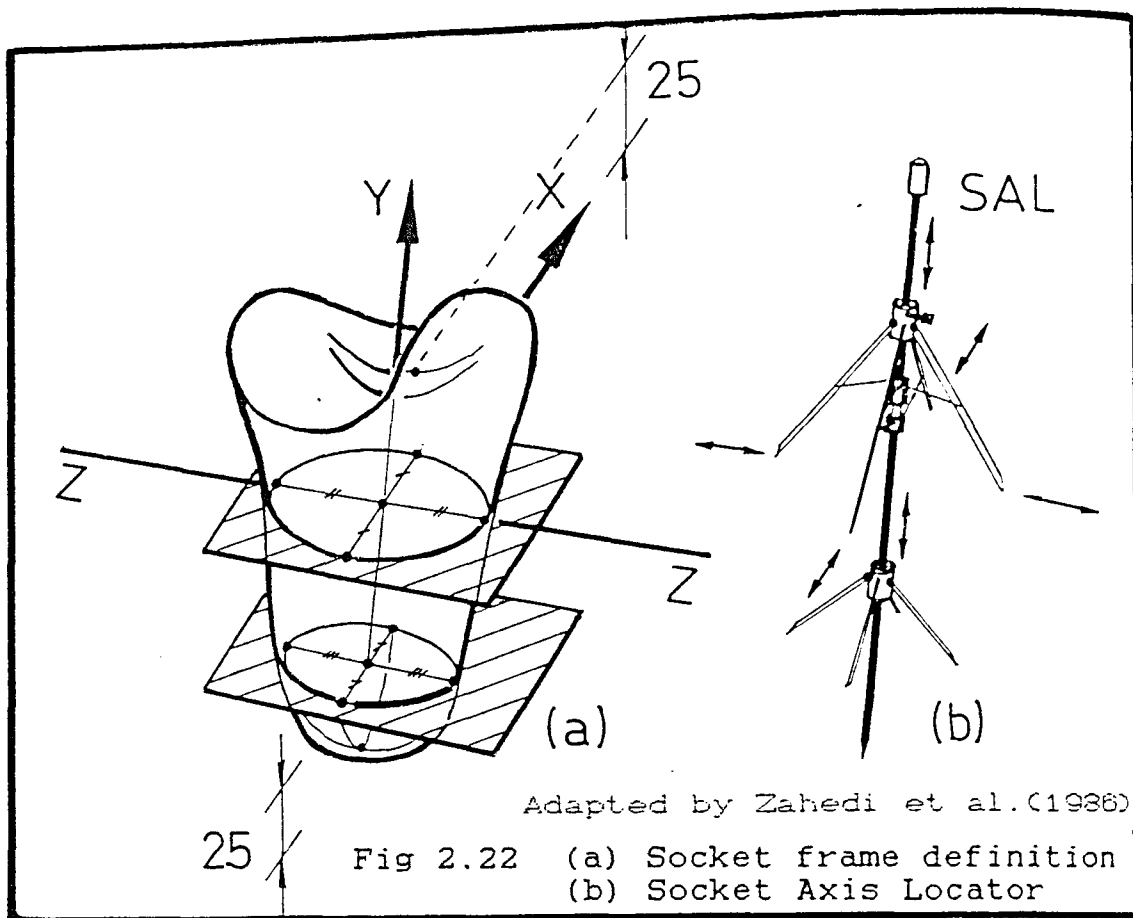 25
Y
X
SAL
Z
Z
(a)
(b)
25
Adapted by Zahedi et al.(1986)
Fig 2.22 (a) Socket frame definition
(b) Socket Axis Locator